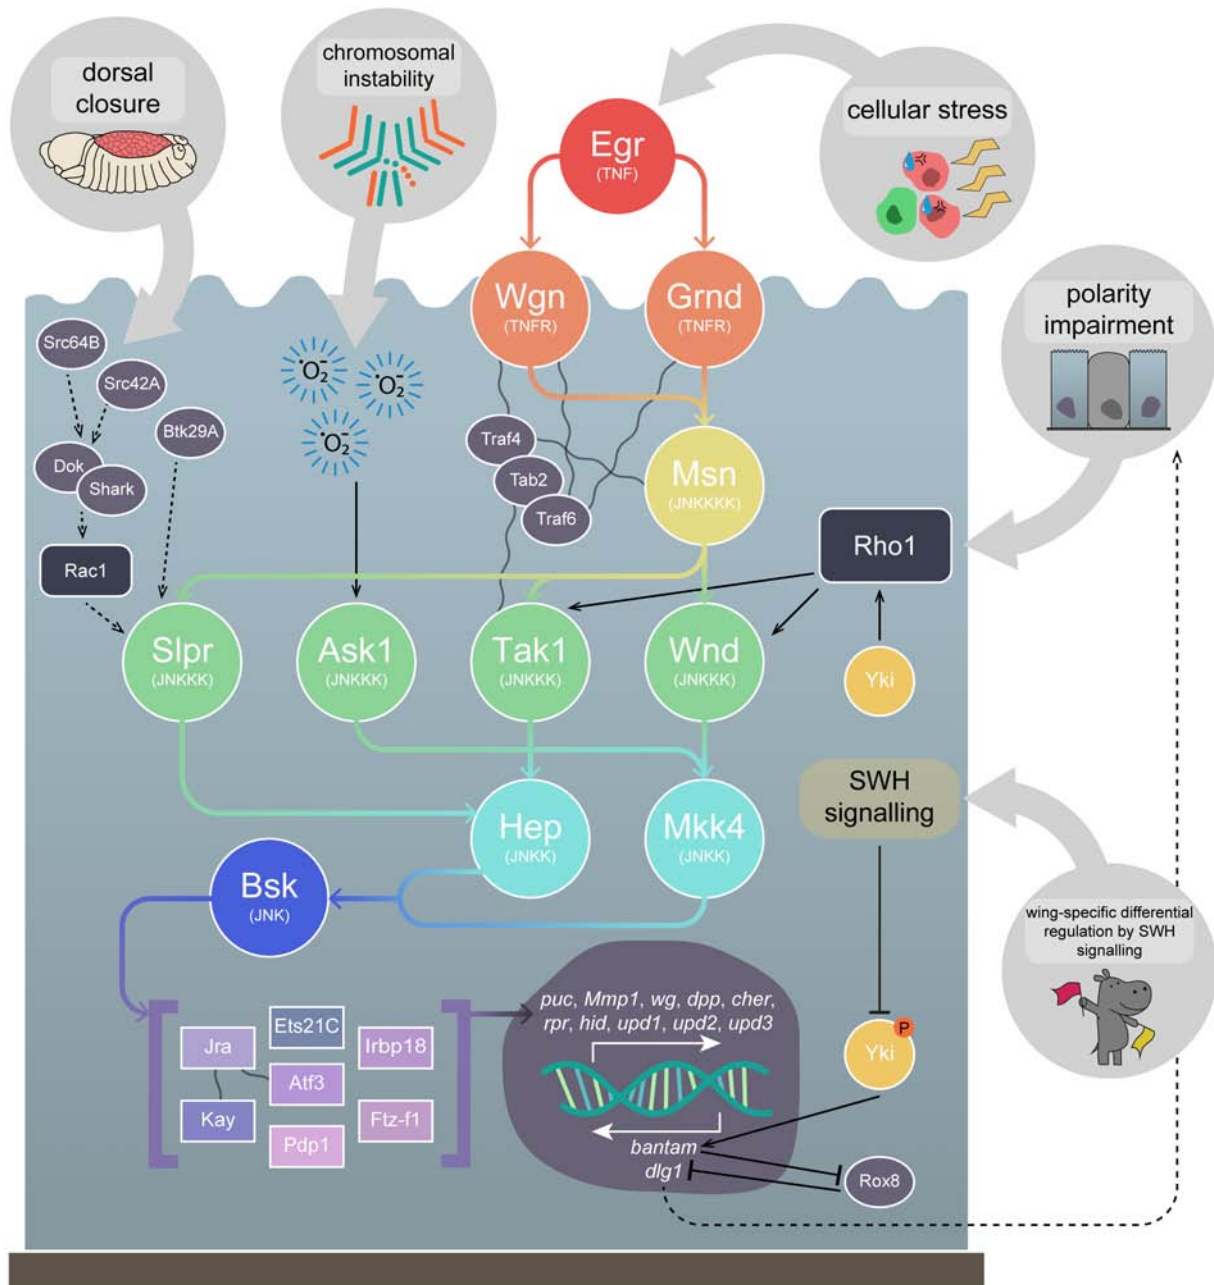 dorsal
closure
chromosomal
instability
Egr
(TNF)
cellular stress
Wgn
(TNFR)
Grnd
(TNFR)
polarity
impairment
Src64B
Src42A
Btk29A
Dok
Shark
Rac1
•O₂⁻
•O₂⁻
•O₂⁻
Traf4
Tab2
Traf6
Msn
(JNKKKK)
Rho1
Slpr
(JNKKK)
Ask1
(JNKKK)
Tak1
(JNKKK)
Wnd
(JNKKK)
Yki
SWH
signalling
Hep
(JNKK)
Mkk4
(JNKK)
Bsk
(JNK)
wing-specific differential
regulation by SWH
signalling
Jra
Ets21C
Irbp18
Atf3
Kay
Ftz-f1
Pdp1
puc, Mmp1, wg, dpp, cher,
rpr, hid, upd1, upd2, upd3
bantam
dlg1
P
Yki
Rox8